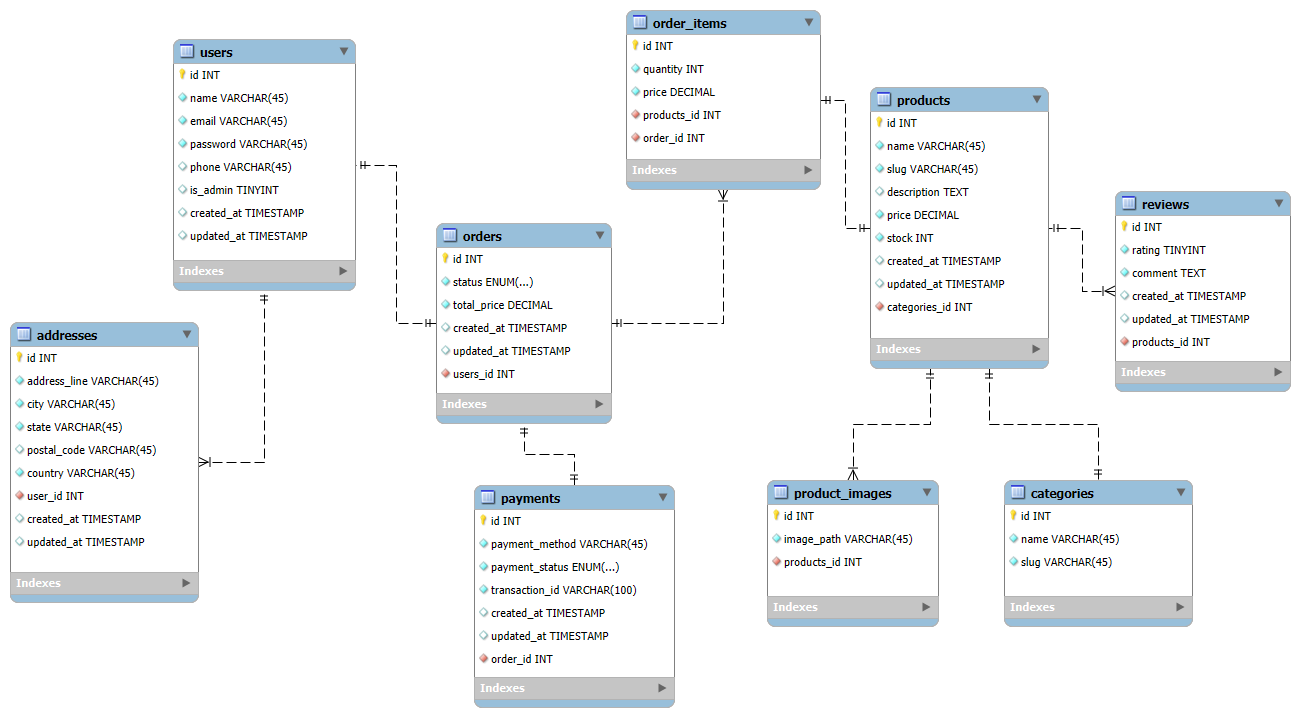 users
id INT
name VARCHAR(45)
email VARCHAR(45)
password VARCHAR(45)
phone VARCHAR(45)
is_admin TINYINT
created_at TIMESTAMP
updated_at TIMESTAMP
Indexes
addresses
id INT
address_line VARCHAR(45)
city VARCHAR(45)
state VARCHAR(45)
postal_code VARCHAR(45)
country VARCHAR(45)
user_id INT
created_at TIMESTAMP
updated_at TIMESTAMP
Indexes
orders
id INT
status ENUM(...)
total_price DECIMAL
created_at TIMESTAMP
updated_at TIMESTAMP
users_id INT
Indexes
payments
id INT
payment_method VARCHAR(45)
payment_status ENUM(...)
transaction_id VARCHAR(100)
created_at TIMESTAMP
updated_at TIMESTAMP
order_id INT
Indexes
order_items
id INT
quantity INT
price DECIMAL
products_id INT
order_id INT
Indexes
products
id INT
name VARCHAR(45)
slug VARCHAR(45)
description TEXT
price DECIMAL
stock INT
created_at TIMESTAMP
updated_at TIMESTAMP
categories_id INT
Indexes
reviews
id INT
rating TINYINT
comment TEXT
created_at TIMESTAMP
updated_at TIMESTAMP
products_id INT
Indexes
product_images
id INT
image_path VARCHAR(45)
products_id INT
Indexes
categories
id INT
name VARCHAR(45)
slug VARCHAR(45)
Indexes